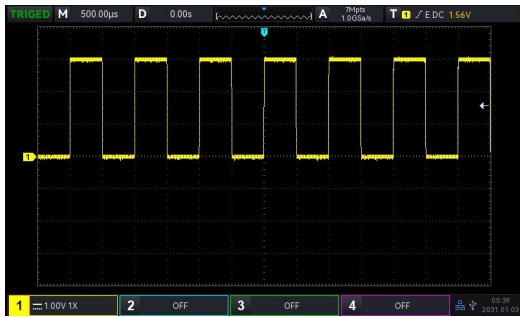 TRIGED M 500.00μs D 0.00s A 7Mpts 1.0GSa/s T 1 E DC 1.56V
T
1
1 1.00V 1X 2 OFF 3 OFF 4 OFF 05:39
2031.01.03